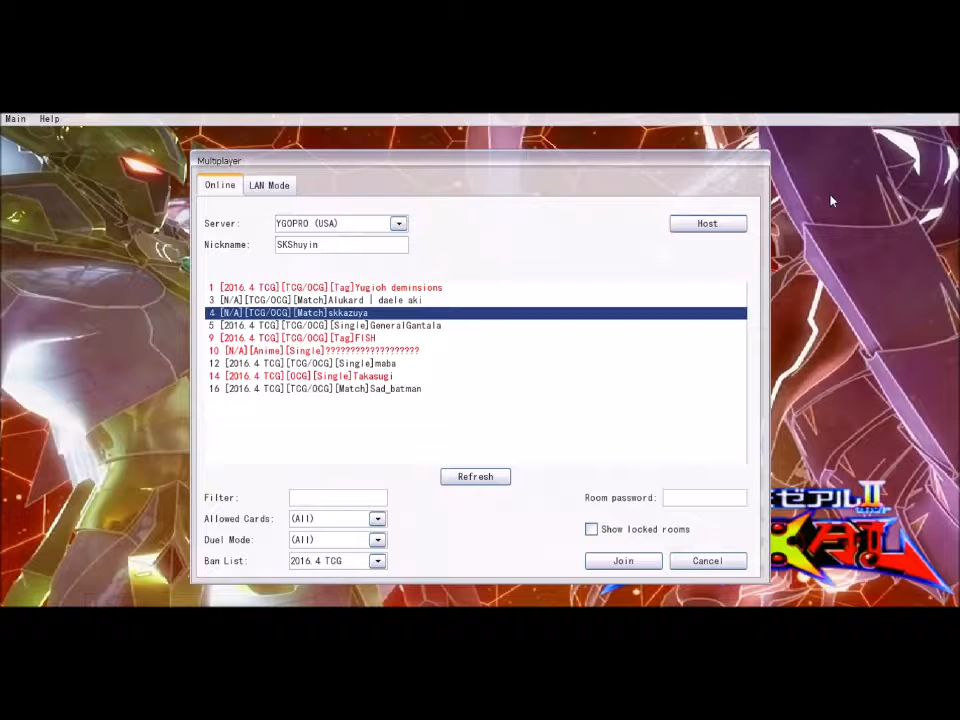 Main Help
Multiplayer
Online LAN Mode
Server: YGOPRO (USA) Host
Nickname: SKShuyin
1 [2016.4 TCG][TCG/OCG][Tag]Yugioh deminsions
3 [N/A][TCG/OCG][Match]Alukard | daele aki
4 [N/A][TCG/OCG][Match]skkazuya
5 [2016.4 TCG][TCG/OCG][Single]GeneralGantala
9 [2016.4 TCG][TCG/OCG][Tag]FISH
10 [N/A][Anime][Single]???????????????????
12 [2016.4 TCG][TCG/OCG][Single]maba
14 [2016.4 TCG][OCG][Single]Takasugi
16 [2016.4 TCG][TCG/OCG][Match]Sad_batman
Refresh
Filter: Room password:
Allowed Cards: (All) Show locked rooms
Duel Mode: (All)
Ban List: 2016.4 TCG Join Cancel
ゼアルII